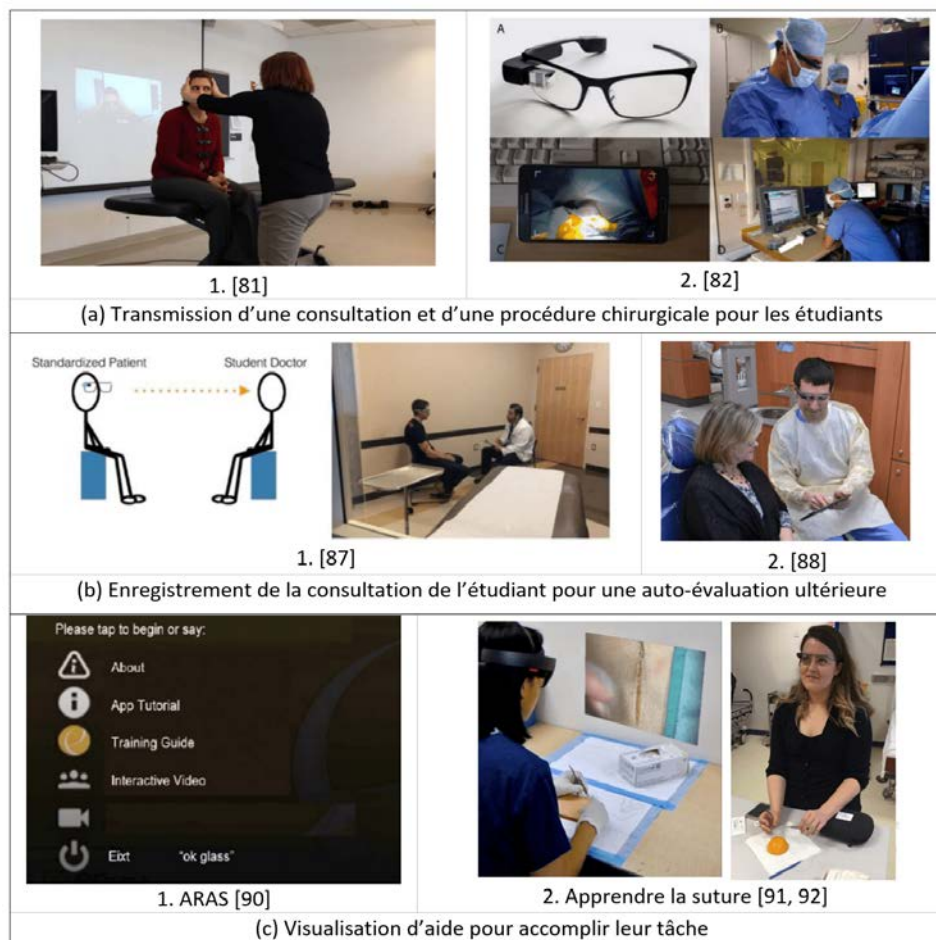 A
B
C
D
1. [81]
2. [82]
(a) Transmission d’une consultation et d’une procédure chirurgicale pour les étudiants
Standardized Patient
Student Doctor
1. [87]
2. [88]
(b) Enregistrement de la consultation de l’étudiant pour une auto-évaluation ultérieure
Please tap to begin or say:
About
App Tutorial
Training Guide
Interactive Video
Eixt "ok glass"
1. ARAS [90]
2. Apprendre la suture [91, 92]
(c) Visualisation d’aide pour accomplir leur tâche